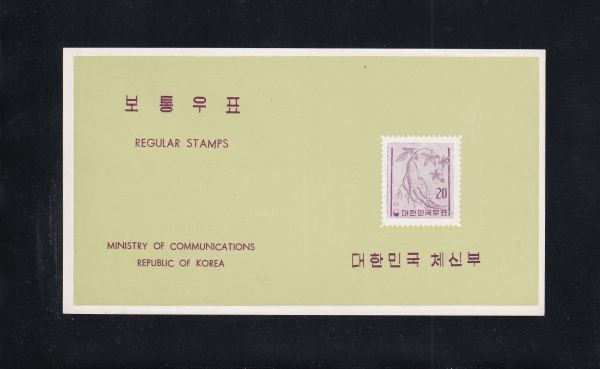 보통우표
REGULAR STAMPS
20
대한민국우표
MINISTRY OF COMMUNICATIONS
REPUBLIC OF KOREA
대한민국 체신부